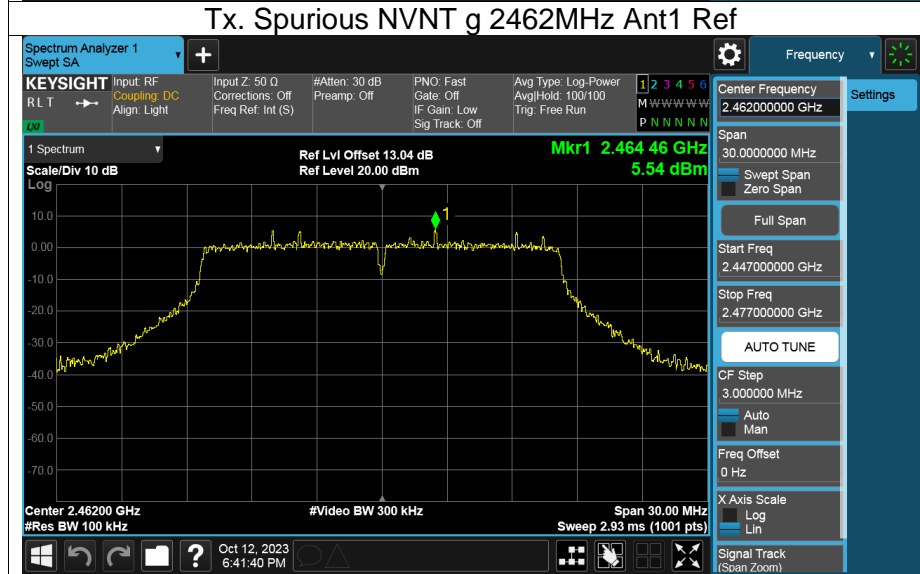 Tx. Spurious NVNT g 2462MHz Ant1 Ref
Spectrum Analyzer 1
Swept SA
+
Frequency
KEYSIGHT
R L T
LXI
Input: RF
Coupling: DC
Align: Light
Input Z: 50 Ω
Corrections: Off
Freq Ref: Int (S)
#Atten: 30 dB
Preamp: Off
PNO: Fast
Gate: Off
IF Gain: Low
Sig Track: Off
Avg Type: Log-Power
Avg|Hold: 100/100
Trig: Free Run
1 2 3 4 5 6
M W W W W W
P N N N N N
Center Frequency
2.462000000 GHz
Settings
1 Spectrum
Scale/Div 10 dB
Log
Ref Lvl Offset 13.04 dB
Ref Level 20.00 dBm
Mkr1 2.464 46 GHz
5.54 dBm
1
10.0
0.00
-10.0
-20.0
-30.0
-40.0
-50.0
-60.0
-70.0
Span
30.0000000 MHz
Swept Span
Zero Span
Full Span
Start Freq
2.447000000 GHz
Stop Freq
2.477000000 GHz
AUTO TUNE
CF Step
3.000000 MHz
Auto
Man
Freq Offset
0 Hz
X Axis Scale
Log
Lin
Signal Track
(Span Zoom)
Center 2.46200 GHz
#Res BW 100 kHz
#Video BW 300 kHz
Span 30.00 MHz
Sweep 2.93 ms (1001 pts)
?
Oct 12, 2023
6:41:40 PM